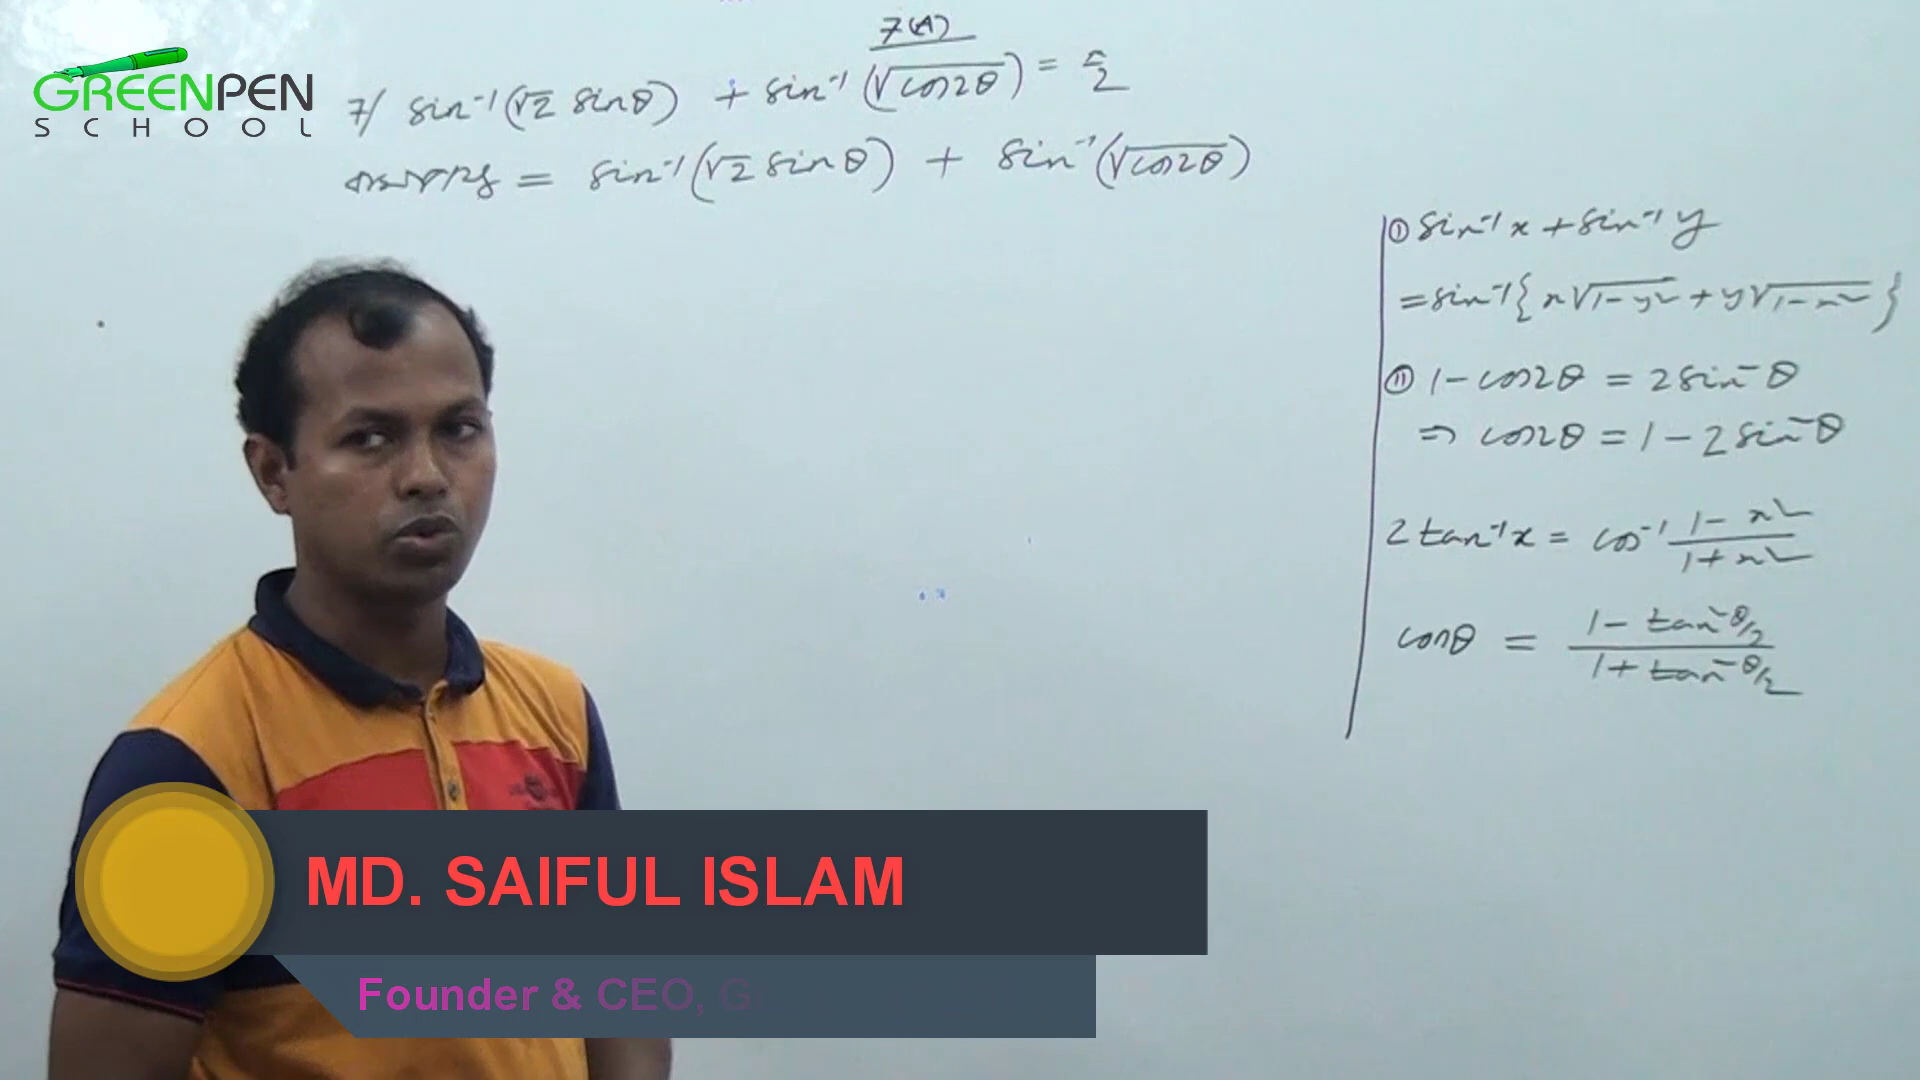 GREENPEN
SCHOOL
7(A)
7/ sin⁻¹(√2 sinθ) + sin⁻¹(√cos2θ) = π/2
= sin⁻¹(√2 sinθ) + sin⁻¹(√cos2θ)
① sin⁻¹x + sin⁻¹y
= sin⁻¹{x√1-y² + y√1-x²}
⑪ 1 - cos2θ = 2sin²θ
⇒ cos2θ = 1 - 2sin²θ
2tan⁻¹x = cos⁻¹ 1-x²/1+x²
cosθ = 1 - tan²θ/2 / 1 + tan²θ/2
MD. SAIFUL ISLAM
Founder & CEO, G